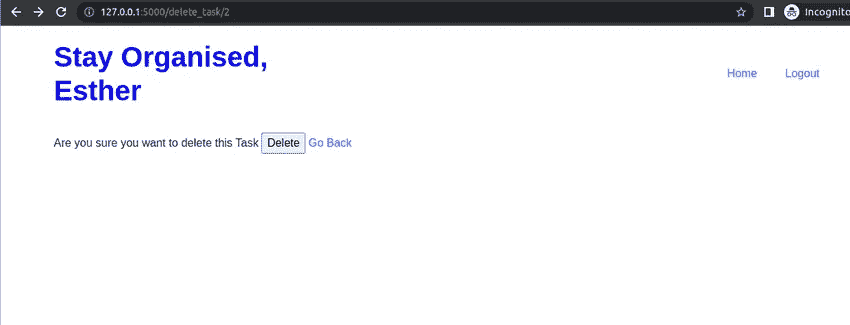 127.0.0.1:5000/delete_task/2
Incognito
Stay Organised,
Esther
Home
Logout
Are you sure you want to delete this Task Delete Go Back